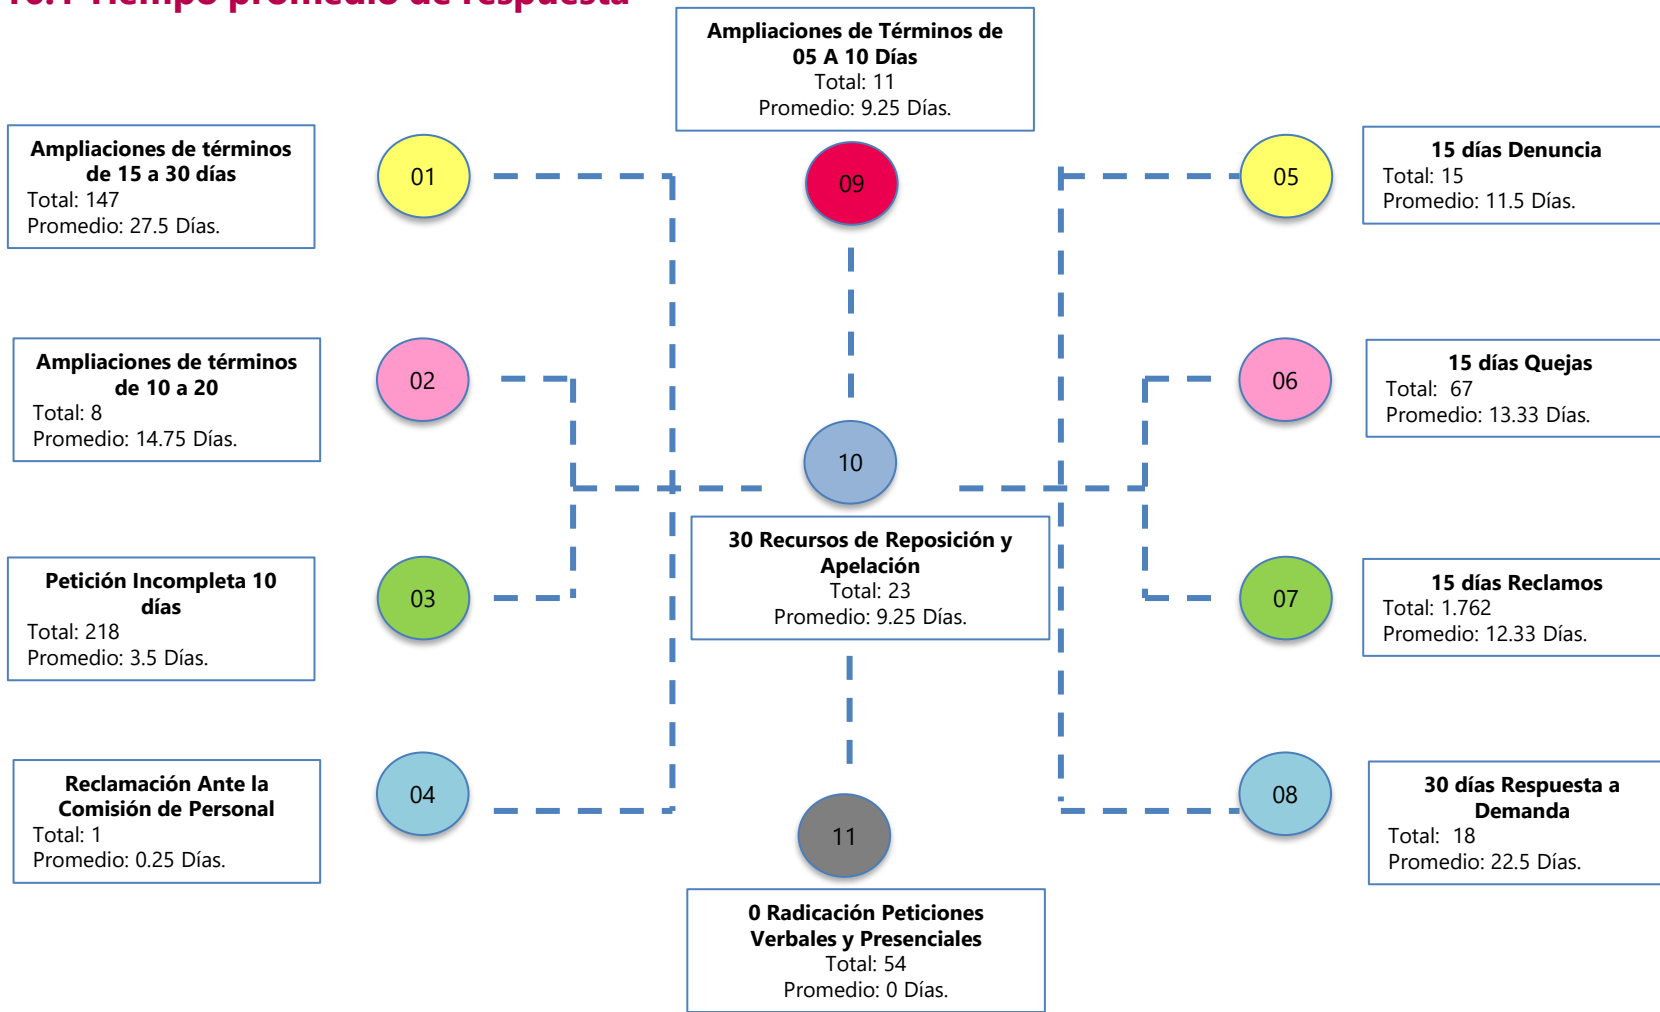 10.1 Tiempo promedio de respuesta
Ampliaciones de términos
de 15 a 30 días
Total: 147
Promedio: 27.5 Días.
01
Ampliaciones de términos
de 10 a 20
Total: 8
Promedio: 14.75 Días.
02
Petición Incompleta 10
días
Total: 218
Promedio: 3.5 Días.
03
Reclamación Ante la
Comisión de Personal
Total: 1
Promedio: 0.25 Días.
04
Ampliaciones de Términos de
05 A 10 Días
Total: 11
Promedio: 9.25 Días.
09
10
30 Recursos de Reposición y
Apelación
Total: 23
Promedio: 9.25 Días.
11
0 Radicación Peticiones
Verbales y Presenciales
Total: 54
Promedio: 0 Días.
05
15 días Denuncia
Total: 15
Promedio: 11.5 Días.
06
15 días Quejas
Total: 67
Promedio: 13.33 Días.
07
15 días Reclamos
Total: 1.762
Promedio: 12.33 Días.
08
30 días Respuesta a
Demanda
Total: 18
Promedio: 22.5 Días.